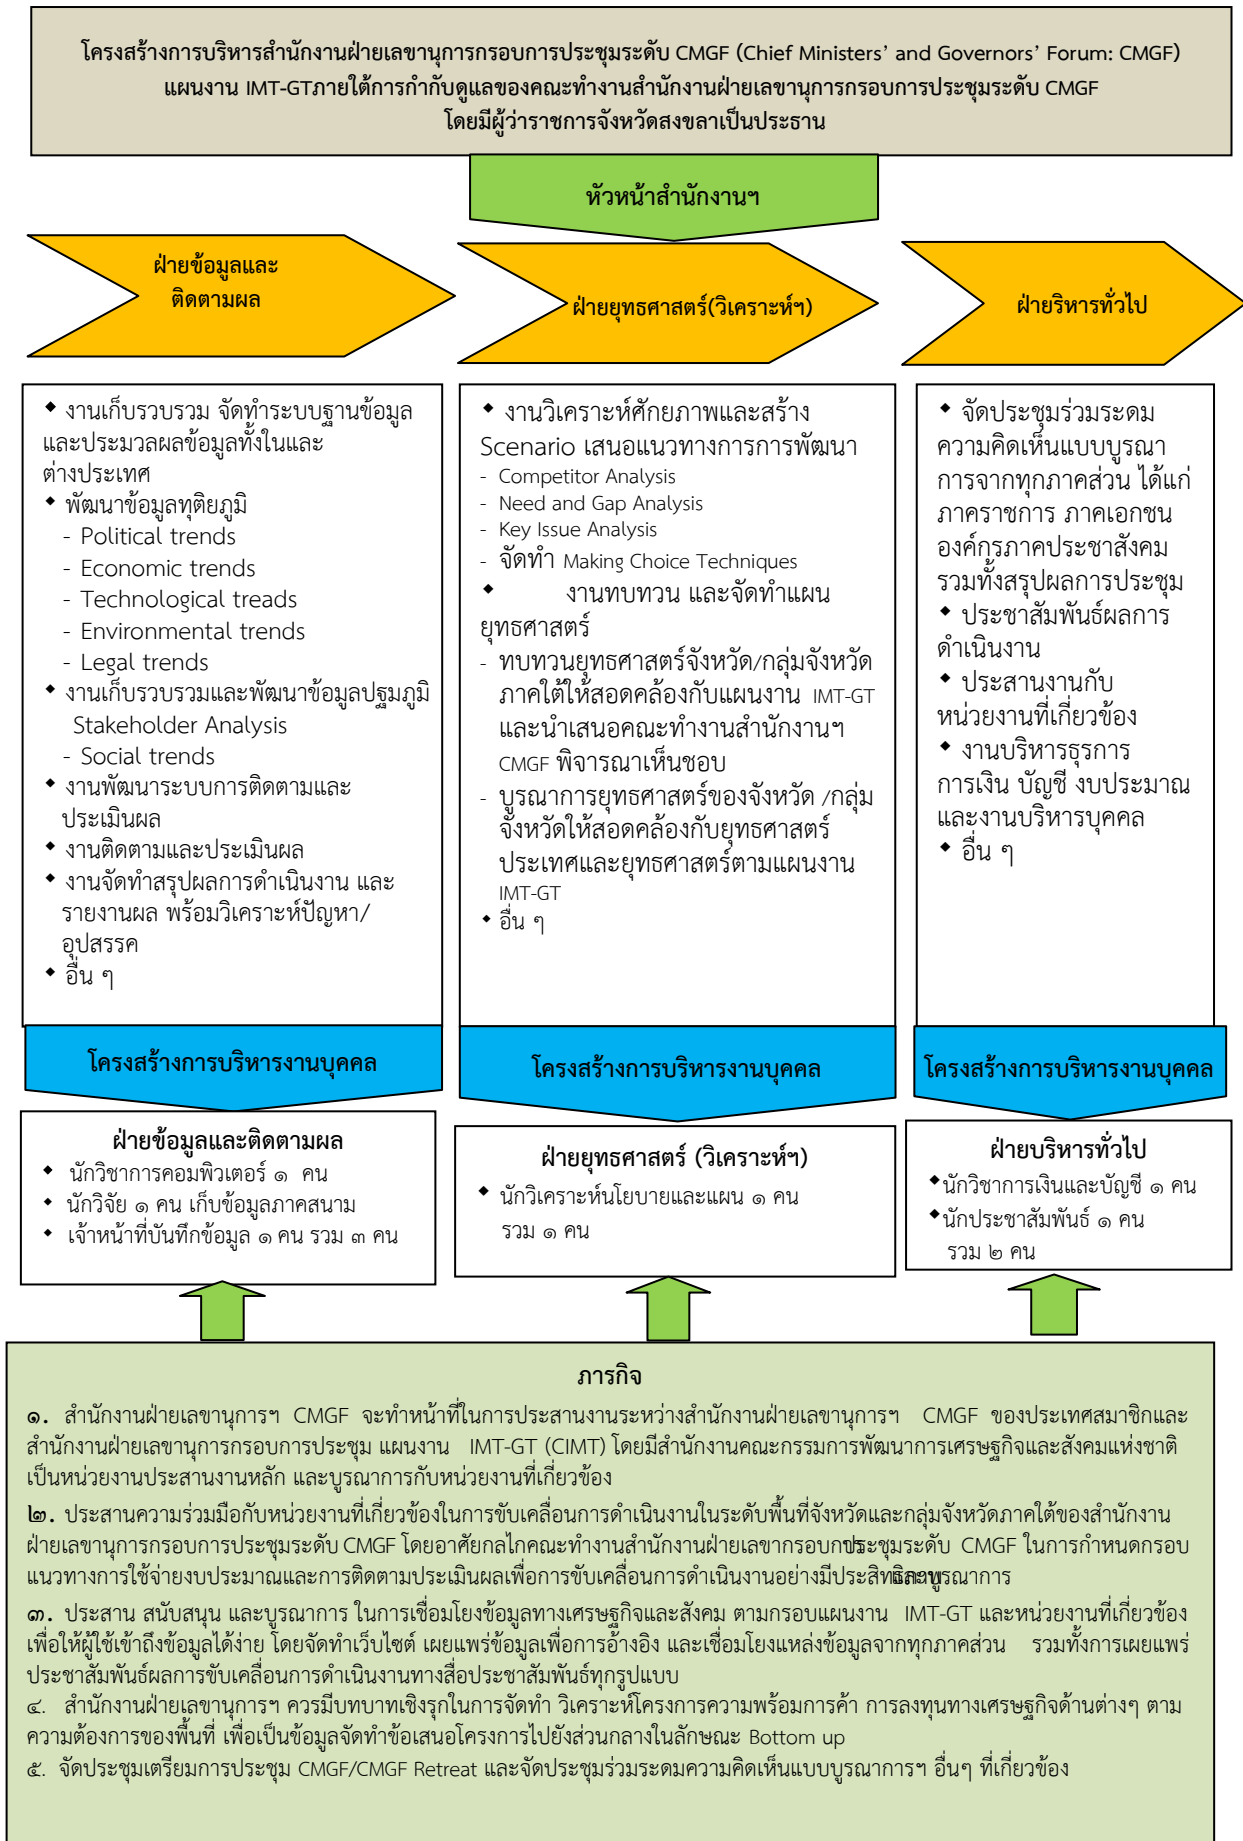 โครงสร้างการบริหารสำนักงานฝ่ายเลขานุการกรอบการประชุมระดับ CMGF (Chief Ministers’ and Governors’ Forum: CMGF)
แผนงาน IMT-GTภายใต้การกำกับดูแลของคณะทำงานสำนักงานฝ่ายเลขานุการกรอบการประชุมระดับ CMGF
โดยมีผู้ว่าราชการจังหวัดสงขลาเป็นประธาน
หัวหน้าสำนักงานฯ
ฝ่ายข้อมูลและ
ติดตามผล
ฝ่ายยุทธศาสตร์(วิเคราะห์ฯ)
ฝ่ายริหารทั่วไป
◆ งานเก็บรวบรวม จัดทำระบบฐานข้อมูล
และประมวลผลข้อมูลทั้งในและ
ต่างประเทศ
◆ พัฒนาข้อมูลทุติยภูมิ
- Political trends
- Economic trends
- Technological treads
- Environmental trends
- Legal trends
◆ งานเก็บรวบรวมและพัฒนาข้อมูลปฐมภูมิ
Stakeholder Analysis
- Social trends
◆ งานพัฒนาระบบการติดตามและ
ประเมินผล
◆ งานติดตามและประเมินผล
◆ งานจัดทำสรุปผลการดำเนินงาน และ
รายงานผล พร้อมวิเคราะห์ปัญหา/
อุปสรรค
◆ อื่น ๆ
◆ งานวิเคราะห์ศักยภาพและสร้าง
Scenario เสนอแนวทางการการพัฒนา
- Competitor Analysis
- Need and Gap Analysis
- Key Issue Analysis
- จัดทำ Making Choice Techniques
◆ งานทบทวน และจัดทำแผน
ยุทธศาสตร์
- ทบทวนยุทธศาสตร์จังหวัด/กลุ่มจังหวัด
ภาคใต้ให้สอดคล้องกับแผนงาน IMT-GT
และนำเสนอคณะทำงานสำนักงานฯ
CMGF พิจารณาเห็นชอบ
- บูรณาการยุทธศาสตร์ของจังหวัด /กลุ่ม
จังหวัดให้สอดคล้องกับยุทธศาสตร์
ประเทศและยุทธศาสตร์ตามแผนงาน
IMT-GT
◆ อื่น ๆ
◆ จัดประชุมร่วมระดม
ความคิดเห็นแบบบูรณา
การจากทุกภาคส่วน ได้แก่
ภาคราชการ ภาคเอกชน
องค์กรภาคประชาสังคม
รวมทั้งสรุปผลการประชุม
◆ ประชาสัมพันธ์ผลการ
ดำเนินงาน
◆ ประสานงานกับ
หน่วยงานที่เกี่ยวข้อง
◆ งานบริหารธุรการ
การเงิน บัญชี งบประมาณ
และงานบริหารบุคคล
◆ อื่น ๆ
โครงสร้างการบริหารงานบุคคล
โครงสร้างการบริหารงานบุคคล
โครงสร้างการบริหารงานบุคคล
ฝ่ายข้อมูลและติดตามผล
◆ นักวิชาการคอมพิวเตอร์ ๑ คน
◆ นักวิจัย ๑ คน เก็บข้อมูลภาคสนาม
◆ เจ้าหน้าที่บันทึกข้อมูล ๑ คน รวม ๓ คน
ฝ่ายยุทธศาสตร์ (วิเคราะห์ฯ)
◆ นักวิเคราะห์นโยบายและแผน ๑ คน
รวม ๑ คน
ฝ่ายบริหารทั่วไป
◆นักวิชาการเงินและบัญชี ๑ คน
◆นักประชาสัมพันธ์ ๑ คน
รวม ๒ คน
ภารกิจ
๑. สำนักงานฝ่ายเลขานุการฯ CMGF จะทำหน้าที่ในการประสานงานระหว่างสำนักงานฝ่ายเลขานุการฯ CMGF ของประเทศสมาชิกและ
สำนักงานฝ่ายเลขานุการกรอบการประชุม แผนงาน IMT-GT (CIMT) โดยมีสำนักงานคณะกรรมการพัฒนาการเศรษฐกิจและสังคมแห่งชาติ
เป็นหน่วยงานประสานงานหลัก และบูรณาการกับหน่วยงานที่เกี่ยวข้อง
๒. ประสานความร่วมมือกับหน่วยงานที่เกี่ยวข้องในการขับเคลื่อนการดำเนินงานในระดับพื้นที่จังหวัดและกลุ่มจังหวัดภาคใต้ของสำนักงาน
ฝ่ายเลขานุการกรอบการประชุมระดับ CMGF โดยอาศัยกลไกคณะทำงานสำนักงานฝ่ายเลขากรอบการประชุมระดับ CMGF ในการกำหนดกรอบ
แนวทางการใช้จ่ายงบประมาณและการติดตามประเมินผลเพื่อการขับเคลื่อนการดำเนินงานอย่างมีประสิทธิภาพและบูรณาการ
๓. ประสาน สนับสนุน และบูรณาการ ในการเชื่อมโยงข้อมูลทางเศรษฐกิจและสังคม ตามกรอบแผนงาน IMT-GT และหน่วยงานที่เกี่ยวข้อง
เพื่อให้ผู้ใช้เข้าถึงข้อมูลได้ง่าย โดยจัดทำเว็บไซต์ เผยแพร่ข้อมูลเพื่อการอ้างอิง และเชื่อมโยงแหล่งข้อมูลจากทุกภาคส่วน รวมทั้งการเผยแพร่
ประชาสัมพันธ์ผลการขับเคลื่อนการดำเนินงานทางสื่อประชาสัมพันธ์ทุกรูปแบบ
๔. สำนักงานฝ่ายเลขานุการฯ ควรมีบทบาทเชิงรุกในการจัดทำ วิเคราะห์โครงการความพร้อมการค้า การลงทุนทางเศรษฐกิจด้านต่างๆ ตาม
ความต้องการของพื้นที่ เพื่อเป็นข้อมูลจัดทำข้อเสนอโครงการไปยังส่วนกลางในลักษณะ Bottom up
๕. จัดประชุมเตรียมการประชุม CMGF/CMGF Retreat และจัดประชุมร่วมระดมความคิดเห็นแบบบูรณาการฯ อื่นๆ ที่เกี่ยวข้อง